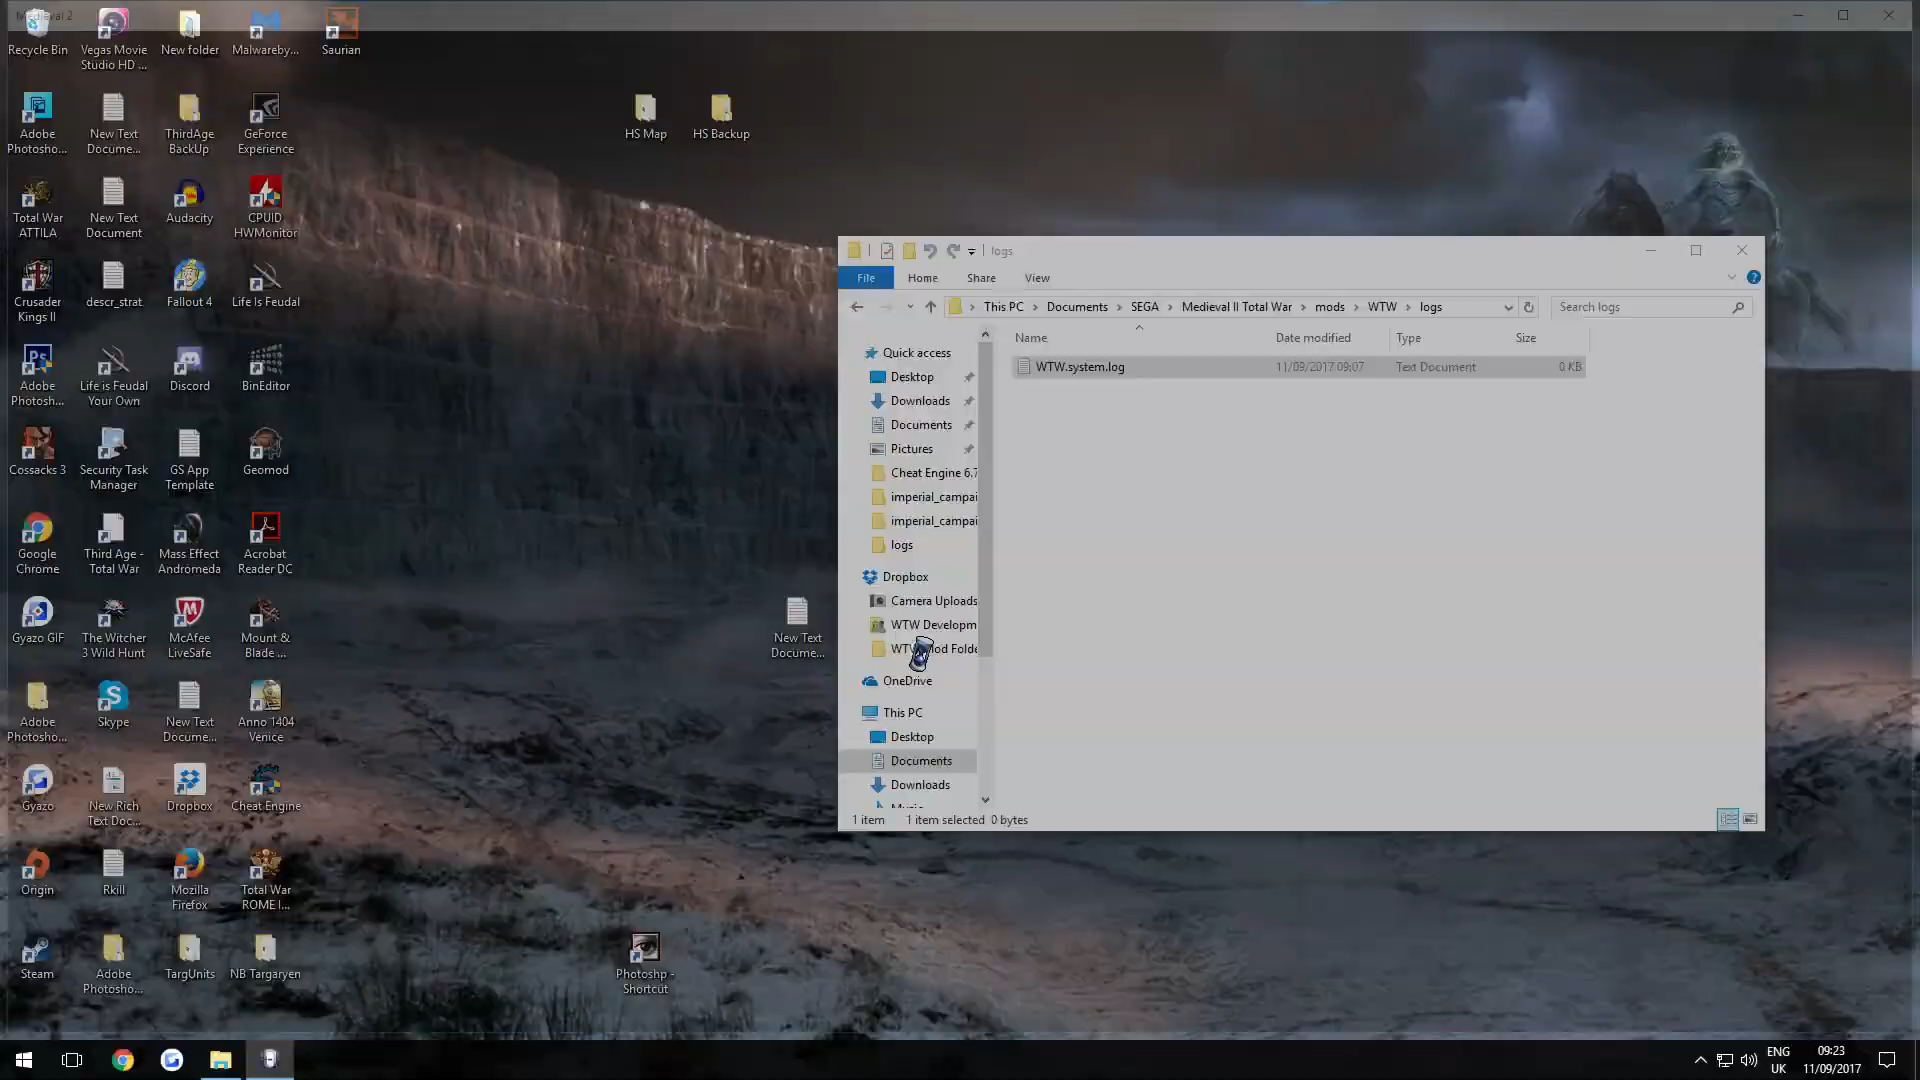 Medieval 2
Recycle Bin
Vegas Movie
Studio HD ...
New folder
Malwareby...
Saurian
Adobe
Photosho...
New Text
Docume...
ThirdAge
BackUp
GeForce
Experience
HS Map
HS Backup
Total War
ATTILA
New Text
Document
Audacity
CPUID
HWMonitor
Crusader
Kings II
descr_strat
Fallout 4
Life Is Feudal
Adobe
Photosh...
Life is Feudal
Your Own
Discord
BinEditor
Cossacks 3
Security Task
Manager
GS App
Template
Geomod
Google
Chrome
Third Age -
Total War
Mass Effect
Andromeda
Acrobat
Reader DC
Gyazo GIF
The Witcher
3 Wild Hunt
McAfee
LiveSafe
Mount &
Blade ...
New Text
Docume...
Adobe
Photosho...
Skype
New Text
Docume...
Anno 1404
Venice
Gyazo
New Rich
Text Doc...
Dropbox
Cheat Engine
Origin
Rkill
Mozilla
Firefox
Total War
ROME I...
Steam
Adobe
Photosho...
TargUnits
NB Targaryen
Photoshp -
Shortcut
logs
File Home Share View
This PC Documents SEGA Medieval II Total War mods WTW logs
Search logs
Name Date modified Type Size
WTW.system.log 11/09/2017 09:07 Text Document 0 KB
Quick access
Desktop
Downloads
Documents
Pictures
Cheat Engine 6.7
imperial_campai
imperial_campai
logs
Dropbox
Camera Uploads
WTW Developm
OneDrive
This PC
Desktop
Documents
Downloads
Music
1 item 1 item selected 0 bytes
ENG
UK
09:23
11/09/2017